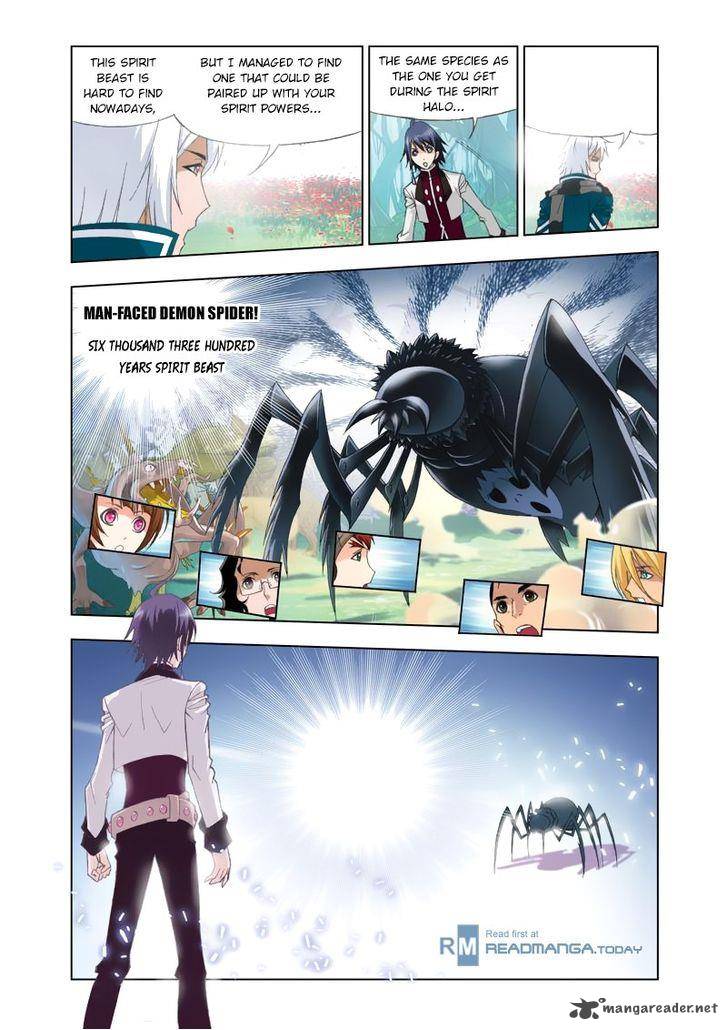 THIS SPIRIT
BEAST IS
HARD TO FIND
NOWADAYS,
BUT I MANAGED TO FIND
ONE THAT COULD BE
PAIRED UP WITH YOUR
SPIRIT POWERS...
THE SAME SPECIES AS
THE ONE YOU GET
DURING THE SPIRIT
HALO...
MAN-FACED DEMON SPIDER!
SIX THOUSAND THREE HUNDRED
YEARS SPIRIT BEAST
Read first at
RM READMANGA.TODAY
mangareader.net